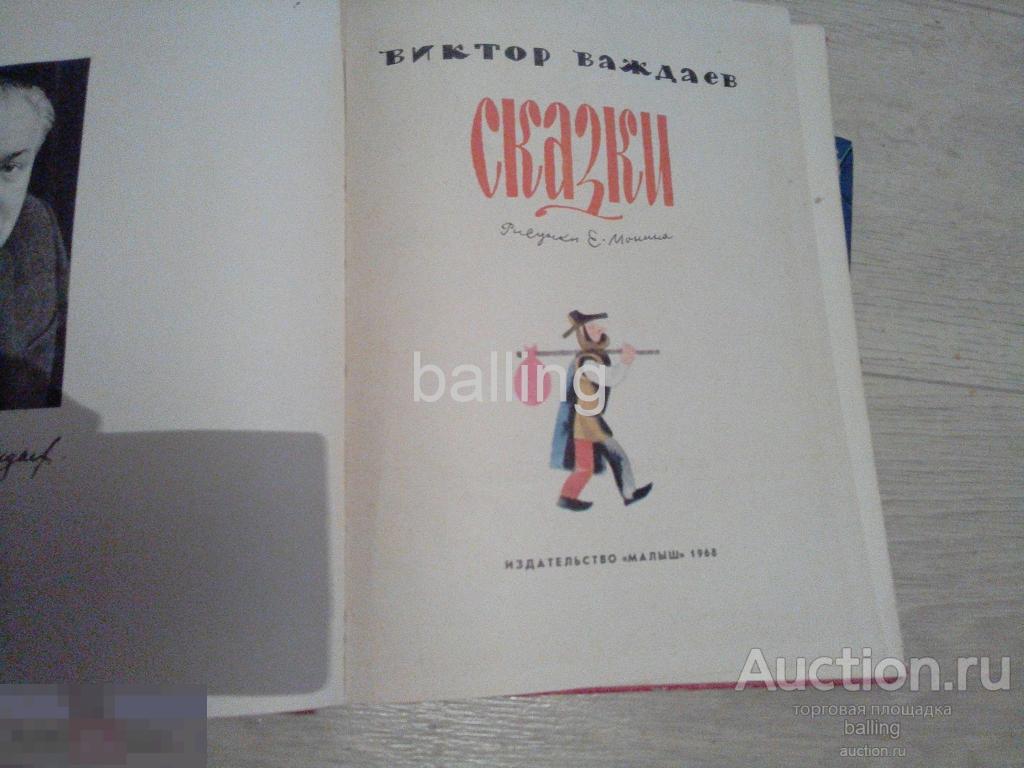 ВИКТОР ВАЖДАЕВ
СКАЗКИ
Рисунки Е. Монина
balling
ИЗДАТЕЛЬСТВО «МАЛЫШ» 1968
Auction.ru
торговая площадка
balling
auction.ru